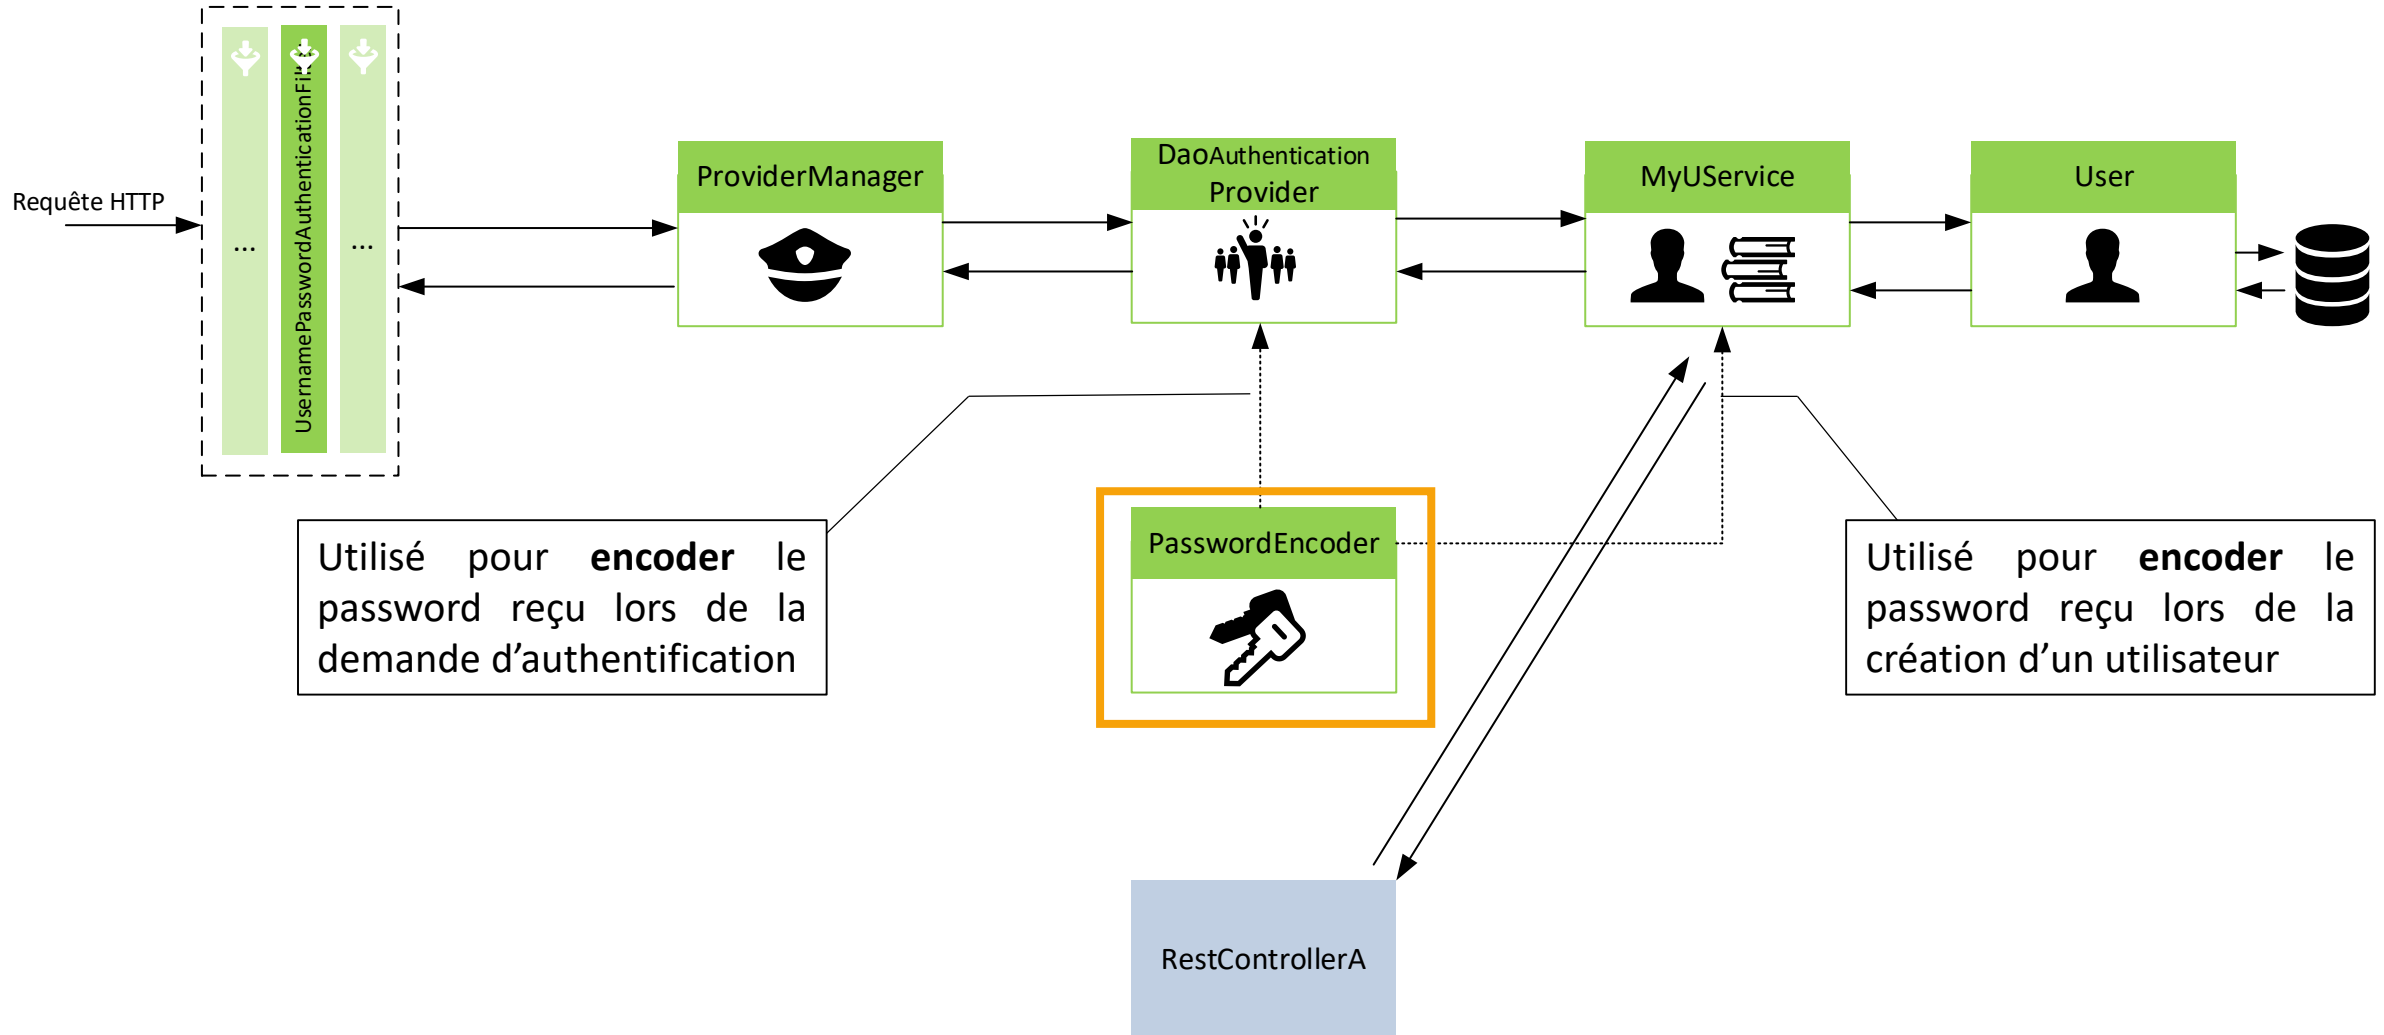 Requête HTTP
...
UsernamePasswordAuthenticationFil
...
ProviderManager
DaoAuthentication
Provider
MyUService
User
PasswordEncoder
Utilisé pour encoder le
password reçu lors de la
demande d’authentification
Utilisé pour encoder le
password reçu lors de la
création d’un utilisateur
RestControllerA